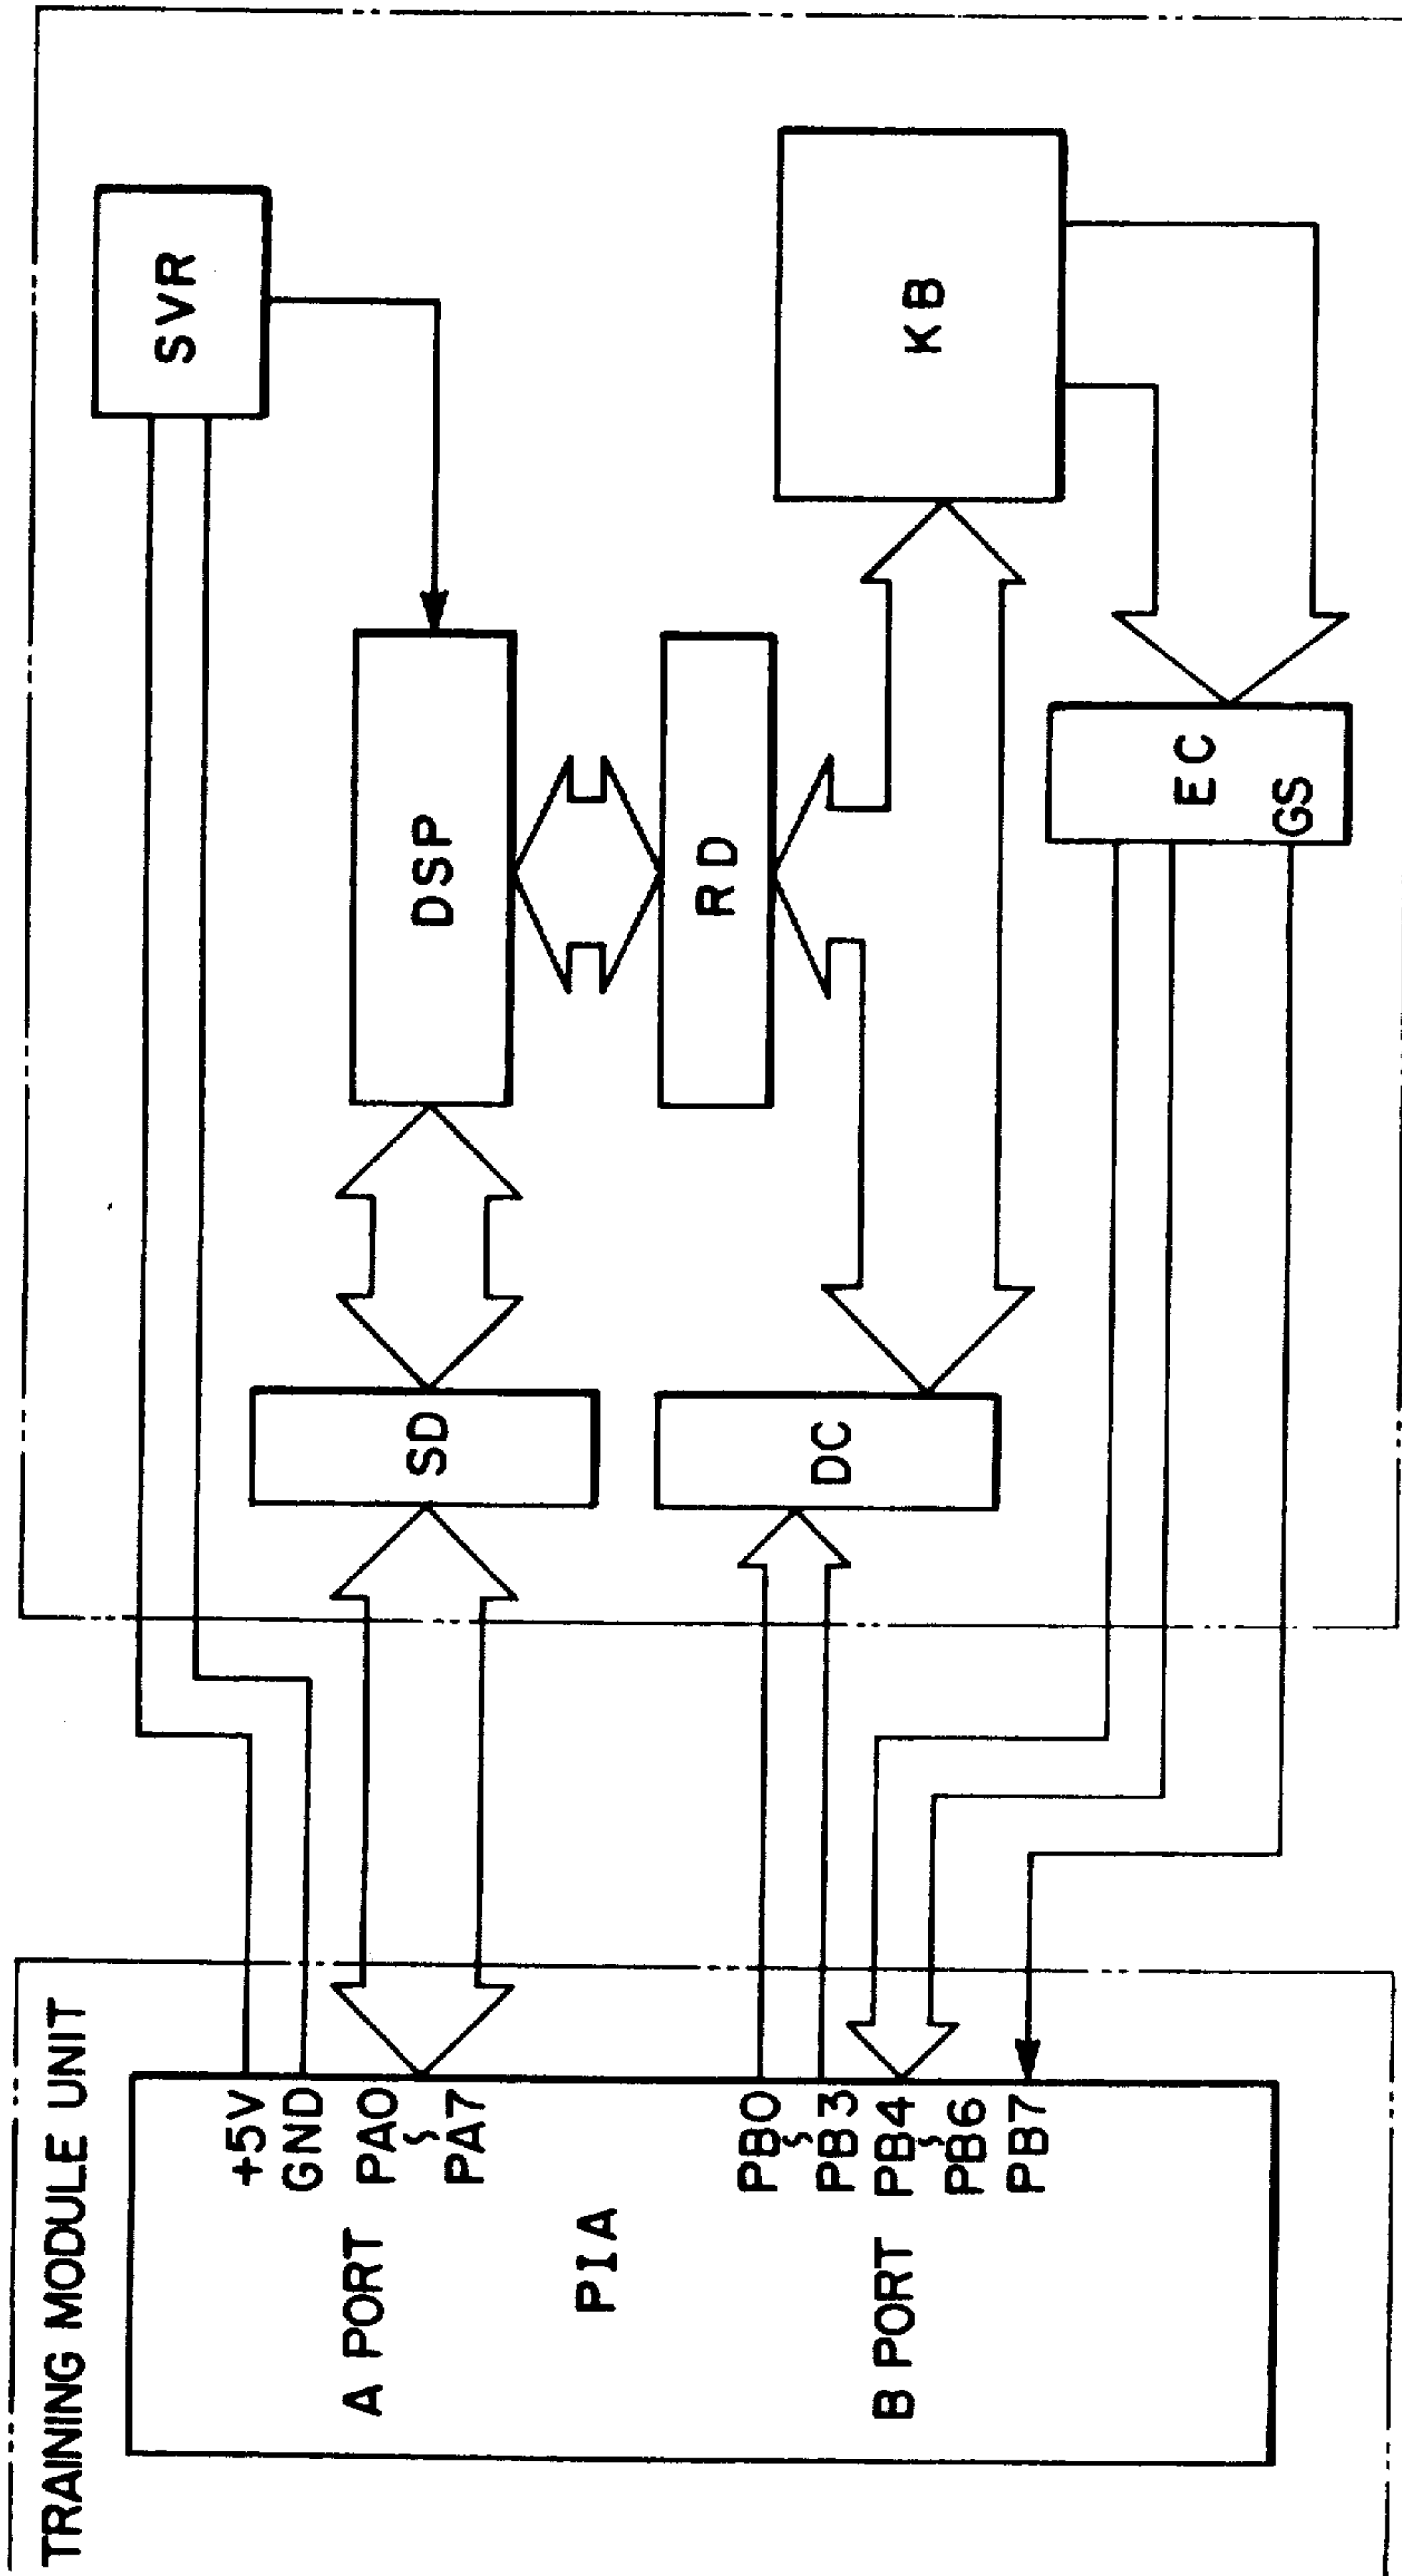 TRAINING MODULE UNIT
+5V
GND
PA0
~
PA7
A PORT
PIA
PB0
~
PB3
PB4
~
PB6
PB7
B PORT
SVR
DSP
SD
RD
DC
KB
EC
GS